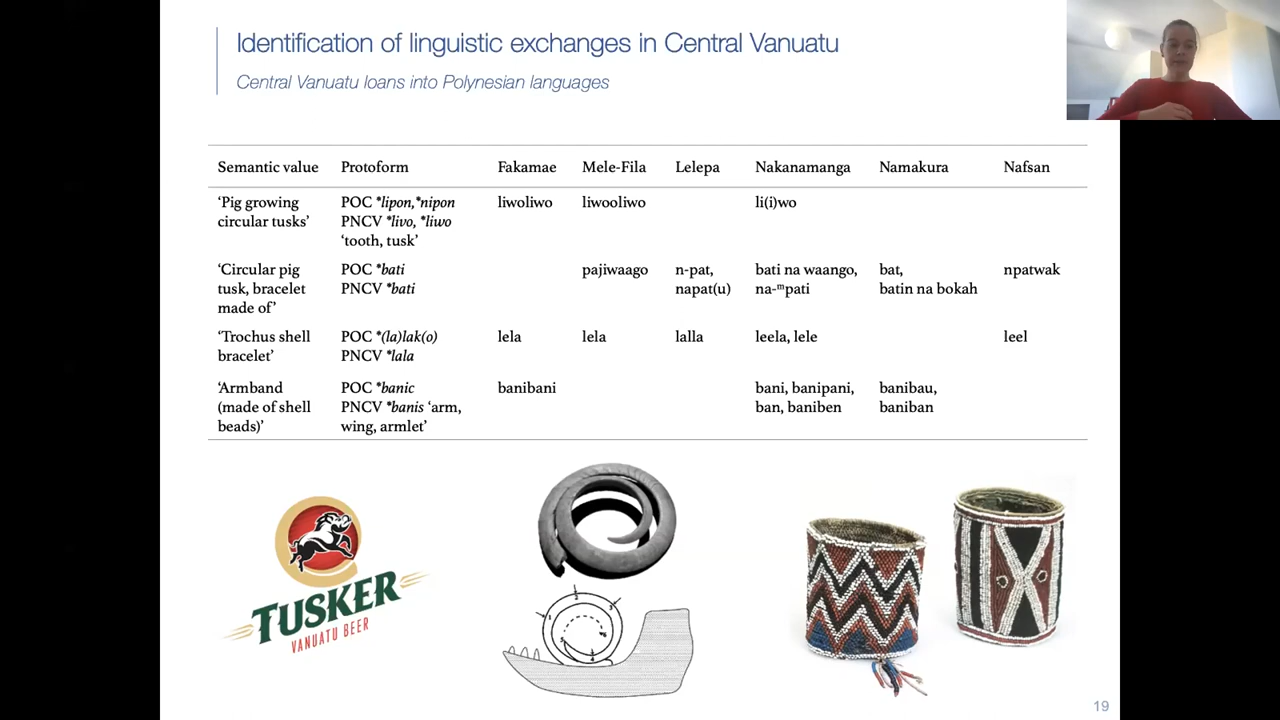 Identification of linguistic exchanges in Central Vanuatu
Central Vanuatu loans into Polynesian languages
Semantic value Protoform Fakamae Mele-Fila Lelepa Nakanamanga Namakura Nafsan
‘Pig growing POC *lipon,*nipon liwoliwo liwooliwo li(i)wo
circular tusks’ PNCV *livo, *liwo
‘tooth, tusk’
‘Circular pig POC *bati pajiwaago n-pat, bati na waango, bat, npatwak
tusk, bracelet PNCV *bati napat(u) na-ᵐpati batin na bokah
made of’
‘Trochus shell POC *(la)lak(o) lela lela lalla leela, lele leel
bracelet’ PNCV *lala
‘Armband POC *banic banibani bani, banipani, banibau,
(made of shell PNCV *banis ‘arm, ban, baniben baniban
beads)’ wing, armlet’
TUSKER
VANUATU BEER
19